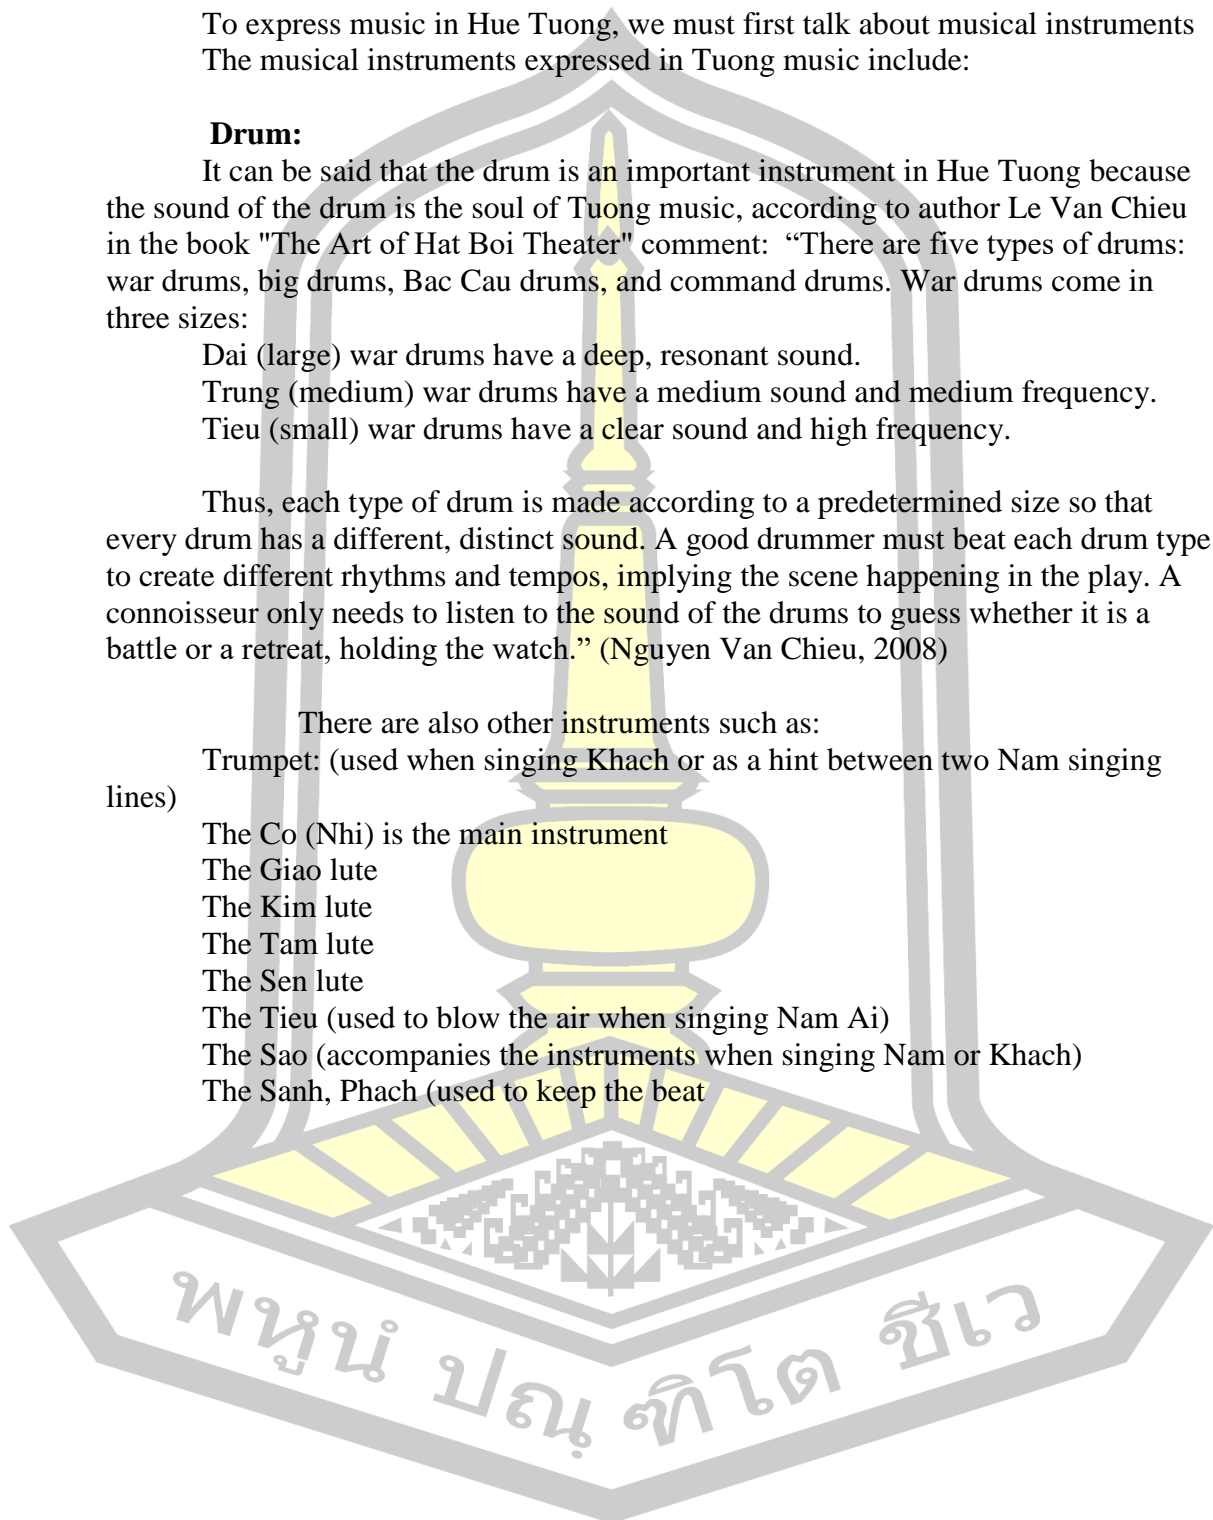 To express music in Hue Tuong, we must first talk about musical instruments
The musical instruments expressed in Tuong music include:
Drum:
It can be said that the drum is an important instrument in Hue Tuong because
the sound of the drum is the soul of Tuong music, according to author Le Van Chieu
in the book "The Art of Hat Boi Theater" comment:  “There are five types of drums:
war drums, big drums, Bac Cau drums, and command drums. War drums come in
three sizes:
Dai (large) war drums have a deep, resonant sound.
Trung (medium) war drums have a medium sound and medium frequency.
Tieu (small) war drums have a clear sound and high frequency.
Thus, each type of drum is made according to a predetermined size so that
every drum has a different, distinct sound. A good drummer must beat each drum type
to create different rhythms and tempos, implying the scene happening in the play. A
connoisseur only needs to listen to the sound of the drums to guess whether it is a
battle or a retreat, holding the watch.” (Nguyen Van Chieu, 2008)
There are also other instruments such as:
Trumpet: (used when singing Khach or as a hint between two Nam singing
lines)
The Co (Nhi) is the main instrument
The Giao lute
The Kim lute
The Tam lute
The Sen lute
The Tieu (used to blow the air when singing Nam Ai)
The Sao (accompanies the instruments when singing Nam or Khach)
The Sanh, Phach (used to keep the beat
พหูนํ ปณฺฑิโต ชีเว